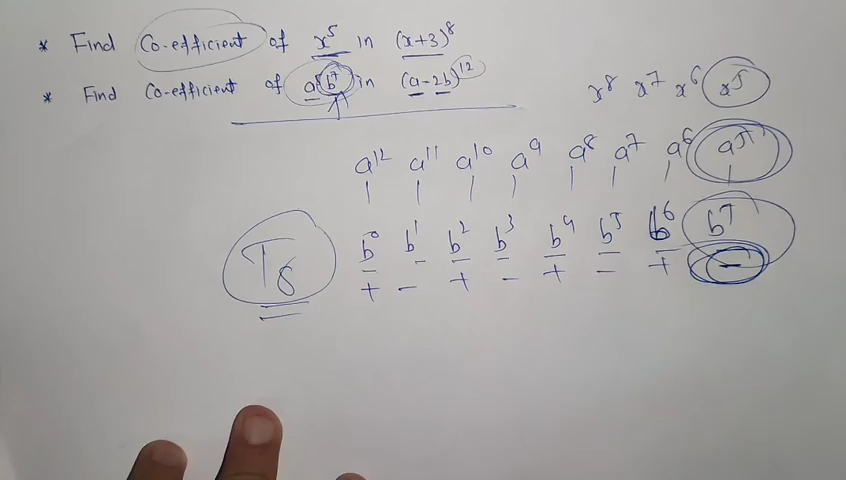 * Find Co-efficient of x⁵ in (x+3)⁸
* Find Co-efficient of a⁵b⁷ in (a-2b)¹²
x⁸ x⁷ x⁶ x⁵
a¹² a¹¹ a¹⁰ a⁹ a⁸ a⁷ a⁶ a⁵
b⁰ b¹ b² b³ b⁴ b⁵ b⁶ b⁷
+ - + - + - + -
T₈